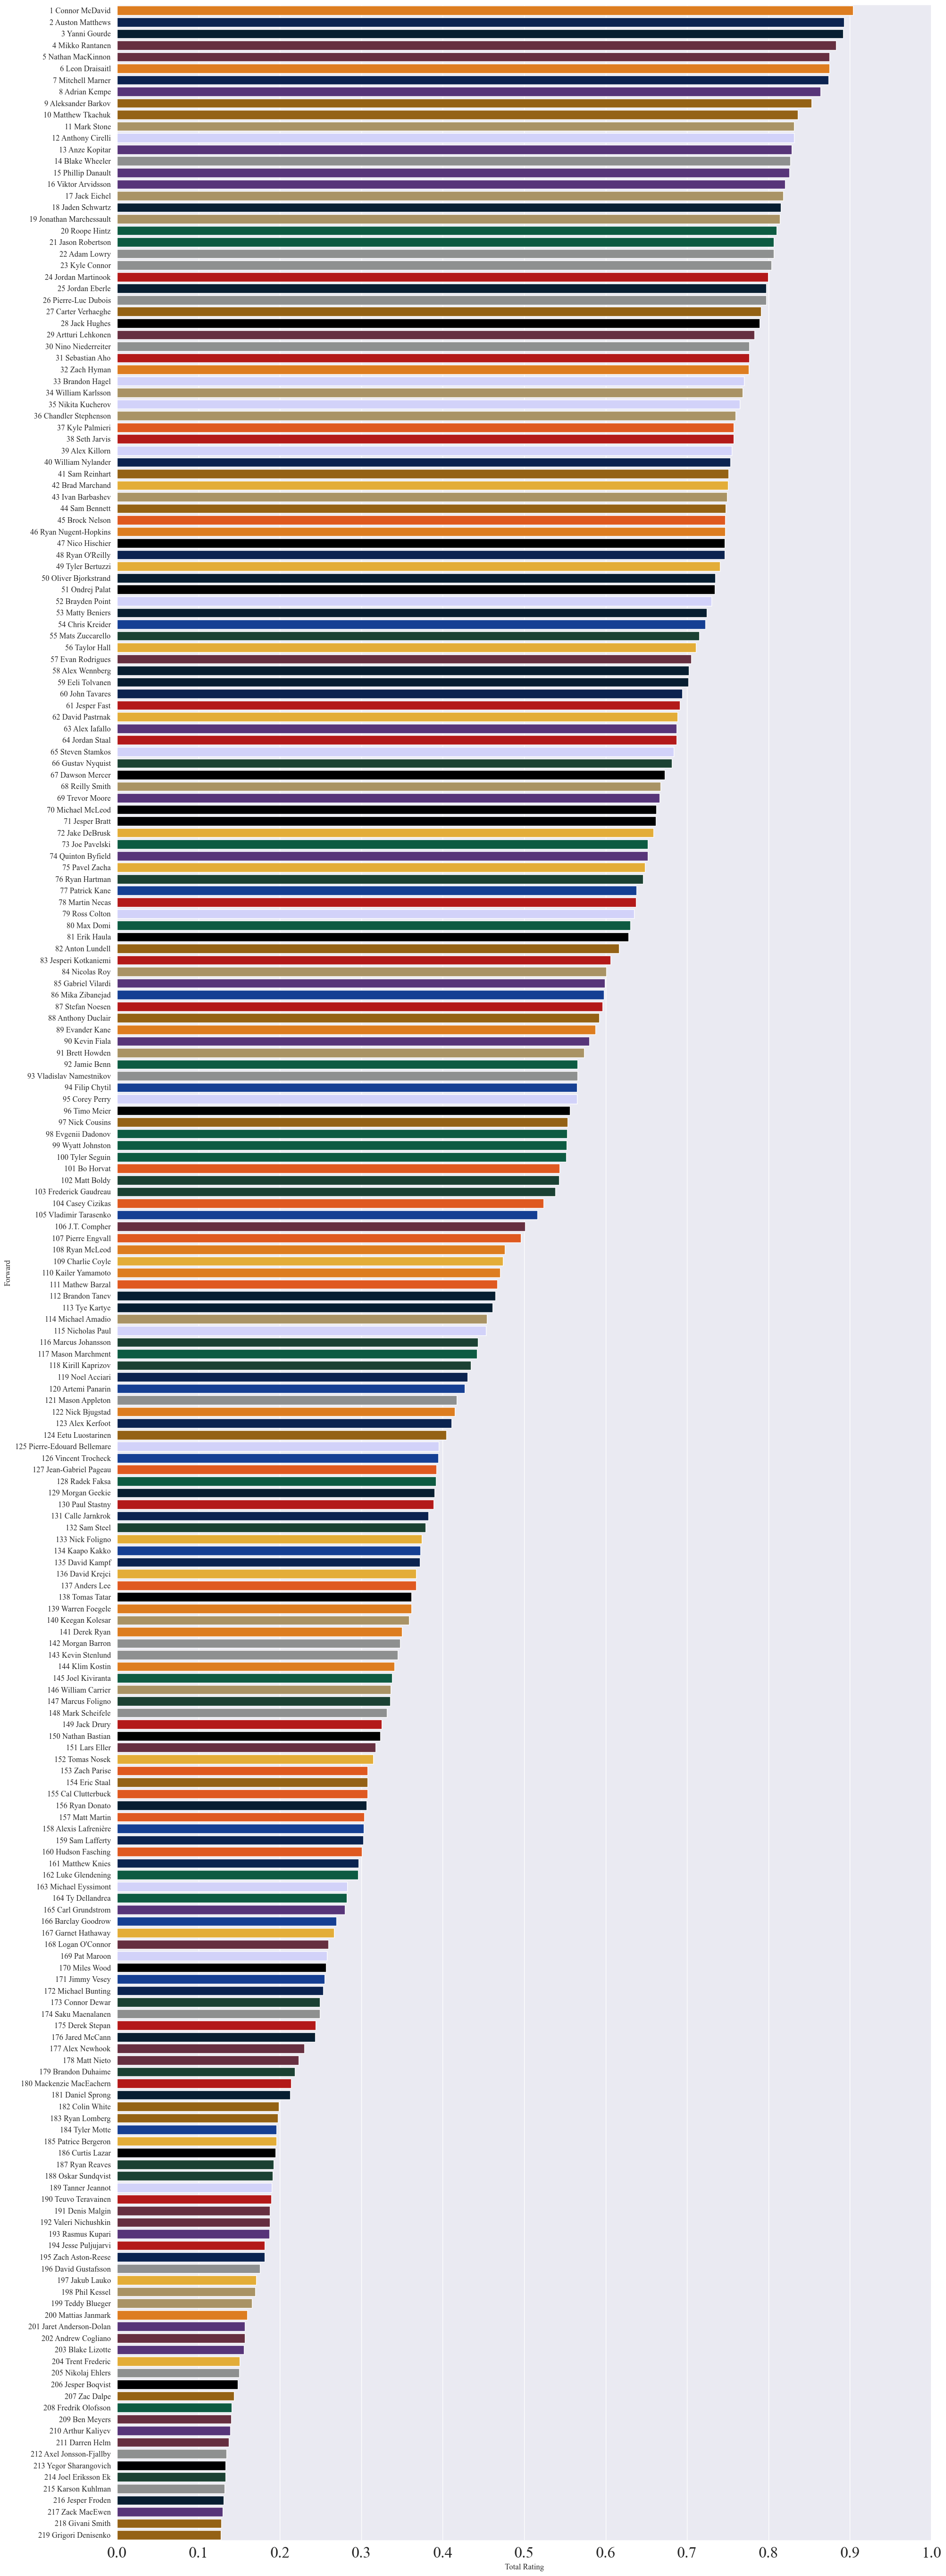 1 Connor McDavid
2 Auston Matthews
3 Yanni Gourde
4 Mikko Rantanen
5 Nathan MacKinnon
6 Leon Draisaitl
7 Mitchell Marner
8 Adrian Kempe
9 Aleksander Barkov
10 Matthew Tkachuk
11 Mark Stone
12 Anthony Cirelli
13 Anze Kopitar
14 Blake Wheeler
15 Phillip Danault
16 Viktor Arvidsson
17 Jack Eichel
18 Jaden Schwartz
19 Jonathan Marchessault
20 Roope Hintz
21 Jason Robertson
22 Adam Lowry
23 Kyle Connor
24 Jordan Martinook
25 Jordan Eberle
26 Pierre-Luc Dubois
27 Carter Verhaeghe
28 Jack Hughes
29 Artturi Lehkonen
30 Nino Niederreiter
31 Sebastian Aho
32 Zach Hyman
33 Brandon Hagel
34 William Karlsson
35 Nikita Kucherov
36 Chandler Stephenson
37 Kyle Palmieri
38 Seth Jarvis
39 Alex Killorn
40 William Nylander
41 Sam Reinhart
42 Brad Marchand
43 Ivan Barbashev
44 Sam Bennett
45 Brock Nelson
46 Ryan Nugent-Hopkins
47 Nico Hischier
48 Ryan O'Reilly
49 Tyler Bertuzzi
50 Oliver Bjorkstrand
51 Ondrej Palat
52 Brayden Point
53 Matty Beniers
54 Chris Kreider
55 Mats Zuccarello
56 Taylor Hall
57 Evan Rodrigues
58 Alex Wennberg
59 Eeli Tolvanen
60 John Tavares
61 Jesper Fast
62 David Pastrnak
63 Alex Iafallo
64 Jordan Staal
65 Steven Stamkos
66 Gustav Nyquist
67 Dawson Mercer
68 Reilly Smith
69 Trevor Moore
70 Michael McLeod
71 Jesper Bratt
72 Jake DeBrusk
73 Joe Pavelski
74 Quinton Byfield
75 Pavel Zacha
76 Ryan Hartman
77 Patrick Kane
78 Martin Necas
79 Ross Colton
80 Max Domi
81 Erik Haula
82 Anton Lundell
83 Jesperi Kotkaniemi
84 Nicolas Roy
85 Gabriel Vilardi
86 Mika Zibanejad
87 Stefan Noesen
88 Anthony Duclair
89 Evander Kane
90 Kevin Fiala
91 Brett Howden
92 Jamie Benn
93 Vladislav Namestnikov
94 Filip Chytil
95 Corey Perry
96 Timo Meier
97 Nick Cousins
98 Evgenii Dadonov
99 Wyatt Johnston
100 Tyler Seguin
101 Bo Horvat
102 Matt Boldy
103 Frederick Gaudreau
104 Casey Cizikas
105 Vladimir Tarasenko
106 J.T. Compher
107 Pierre Engvall
108 Ryan McLeod
109 Charlie Coyle
110 Kailer Yamamoto
111 Mathew Barzal
112 Brandon Tanev
113 Tye Kartye
114 Michael Amadio
115 Nicholas Paul
116 Marcus Johansson
117 Mason Marchment
118 Kirill Kaprizov
119 Noel Acciari
120 Artemi Panarin
121 Mason Appleton
122 Nick Bjugstad
123 Alex Kerfoot
124 Eetu Luostarinen
125 Pierre-Edouard Bellemare
126 Vincent Trocheck
127 Jean-Gabriel Pageau
128 Radek Faksa
129 Morgan Geekie
130 Paul Stastny
131 Calle Jarnkrok
132 Sam Steel
133 Nick Foligno
134 Kaapo Kakko
135 David Kampf
136 David Krejci
137 Anders Lee
138 Tomas Tatar
139 Warren Foegele
140 Keegan Kolesar
141 Derek Ryan
142 Morgan Barron
143 Kevin Stenlund
144 Klim Kostin
145 Joel Kiviranta
146 William Carrier
147 Marcus Foligno
148 Mark Scheifele
149 Jack Drury
150 Nathan Bastian
151 Lars Eller
152 Tomas Nosek
153 Zach Parise
154 Eric Staal
155 Cal Clutterbuck
156 Ryan Donato
157 Matt Martin
158 Alexis Lafrenière
159 Sam Lafferty
160 Hudson Fasching
161 Matthew Knies
162 Luke Glendening
163 Michael Eyssimont
164 Ty Dellandrea
165 Carl Grundstrom
166 Barclay Goodrow
167 Garnet Hathaway
168 Logan O'Connor
169 Pat Maroon
170 Miles Wood
171 Jimmy Vesey
172 Michael Bunting
173 Connor Dewar
174 Saku Maenalanen
175 Derek Stepan
176 Jared McCann
177 Alex Newhook
178 Matt Nieto
179 Brandon Duhaime
180 Mackenzie MacEachern
181 Daniel Sprong
182 Colin White
183 Ryan Lomberg
184 Tyler Motte
185 Patrice Bergeron
186 Curtis Lazar
187 Ryan Reaves
188 Oskar Sundqvist
189 Tanner Jeannot
190 Teuvo Teravainen
191 Denis Malgin
192 Valeri Nichushkin
193 Rasmus Kupari
194 Jesse Puljujarvi
195 Zach Aston-Reese
196 David Gustafsson
197 Jakub Lauko
198 Phil Kessel
199 Teddy Blueger
200 Mattias Janmark
201 Jaret Anderson-Dolan
202 Andrew Cogliano
203 Blake Lizotte
204 Trent Frederic
205 Nikolaj Ehlers
206 Jesper Boqvist
207 Zac Dalpe
208 Fredrik Olofsson
209 Ben Meyers
210 Arthur Kaliyev
211 Darren Helm
212 Axel Jonsson-Fjallby
213 Yegor Sharangovich
214 Joel Eriksson Ek
215 Karson Kuhlman
216 Jesper Froden
217 Zack MacEwen
218 Givani Smith
219 Grigori Denisenko
Forward
0.0 0.1 0.2 0.3 0.4 0.5 0.6 0.7 0.8 0.9 1.0
Total Rating